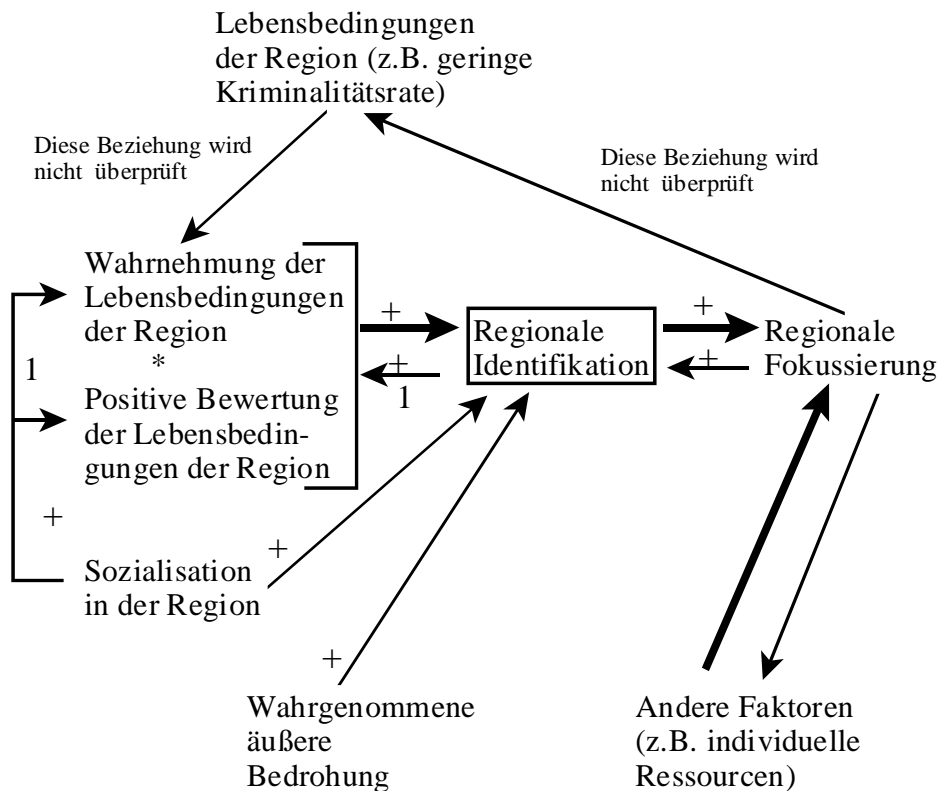 Lebensbedingungen
der Region (z.B. geringe
Kriminalitätsrate)
Diese Beziehung wird
nicht überprüft
Diese Beziehung wird
nicht überprüft
Wahrnehmung der
Lebensbedingungen
der Region
*
Positive Bewertung
der Lebensbedin-
gungen der Region
1
+
+
+
1
Regionale
Identifikation
+
+
Regionale
Fokussierung
Sozialisation
in der Region
+
+
Wahrgenommene
äußere
Bedrohung
Andere Faktoren
(z.B. individuelle
Ressourcen)